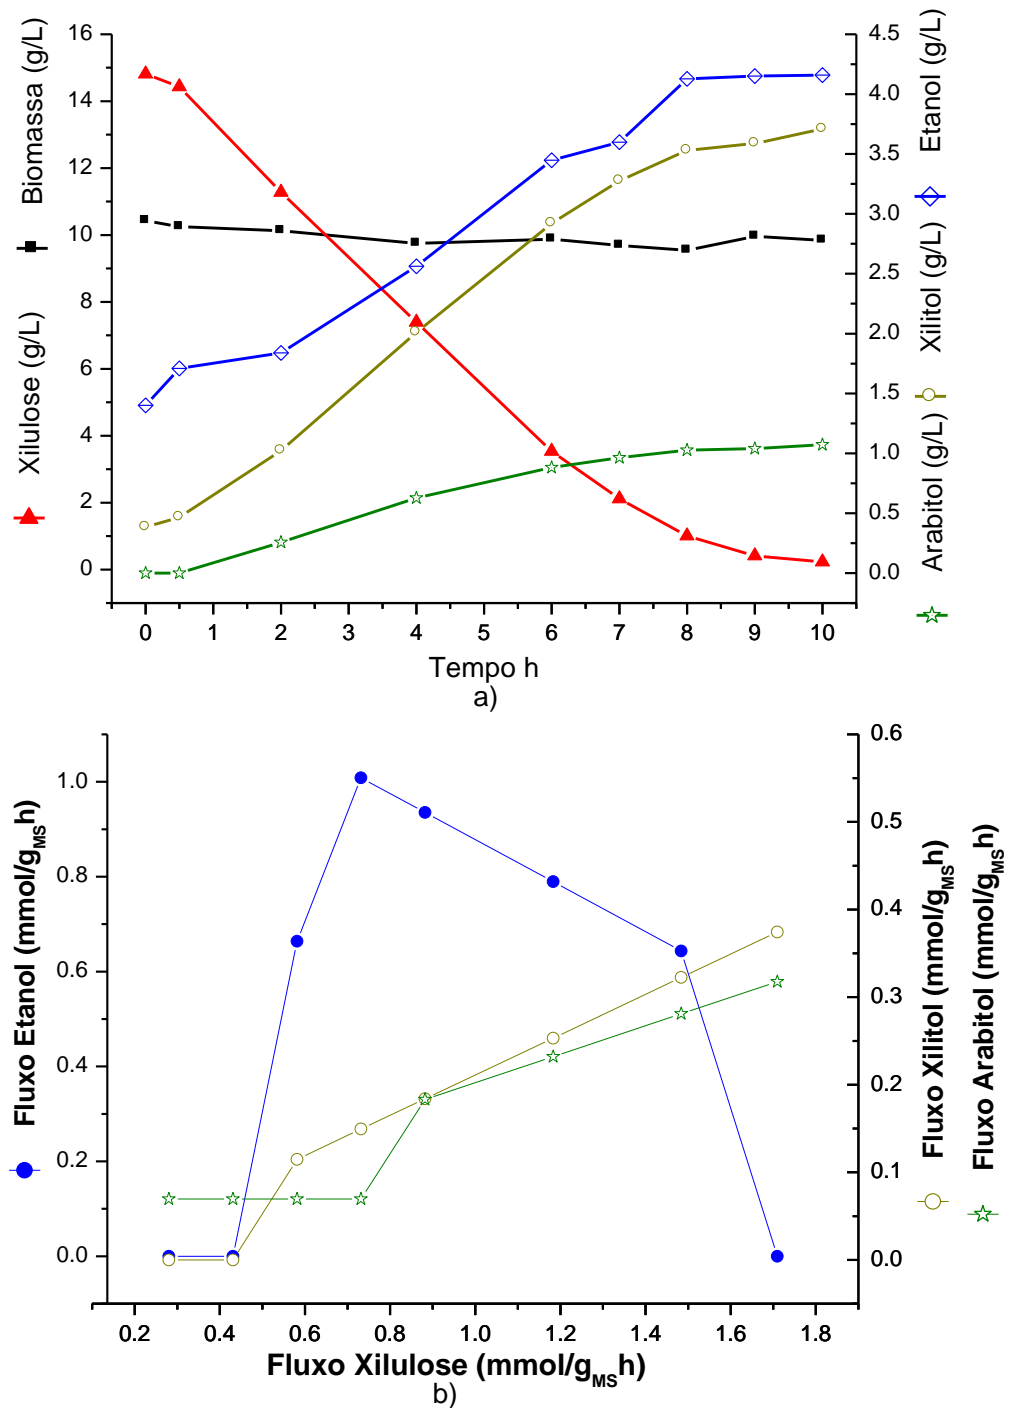 Biomassa (g/L)
Xilulose (g/L)
16
14
12
10
8
6
4
2
0
4.5
4.0
3.5
3.0
2.5
2.0
1.5
1.0
0.5
0.0
Etanol (g/L)
Xilitol (g/L)
Arabitol (g/L)
0 1 2 3 4 5 6 7 8 9 10
Tempo h
a)
Fluxo Etanol (mmol/gMSh)
1.0
0.8
0.6
0.4
0.2
0.0
0.6
0.5
0.4
0.3
0.2
0.1
0.0
Fluxo Xilitol (mmol/gMSh)
Fluxo Arabitol (mmol/gMSh)
0.2 0.4 0.6 0.8 1.0 1.2 1.4 1.6 1.8
Fluxo Xilulose (mmol/gMSh)
b)